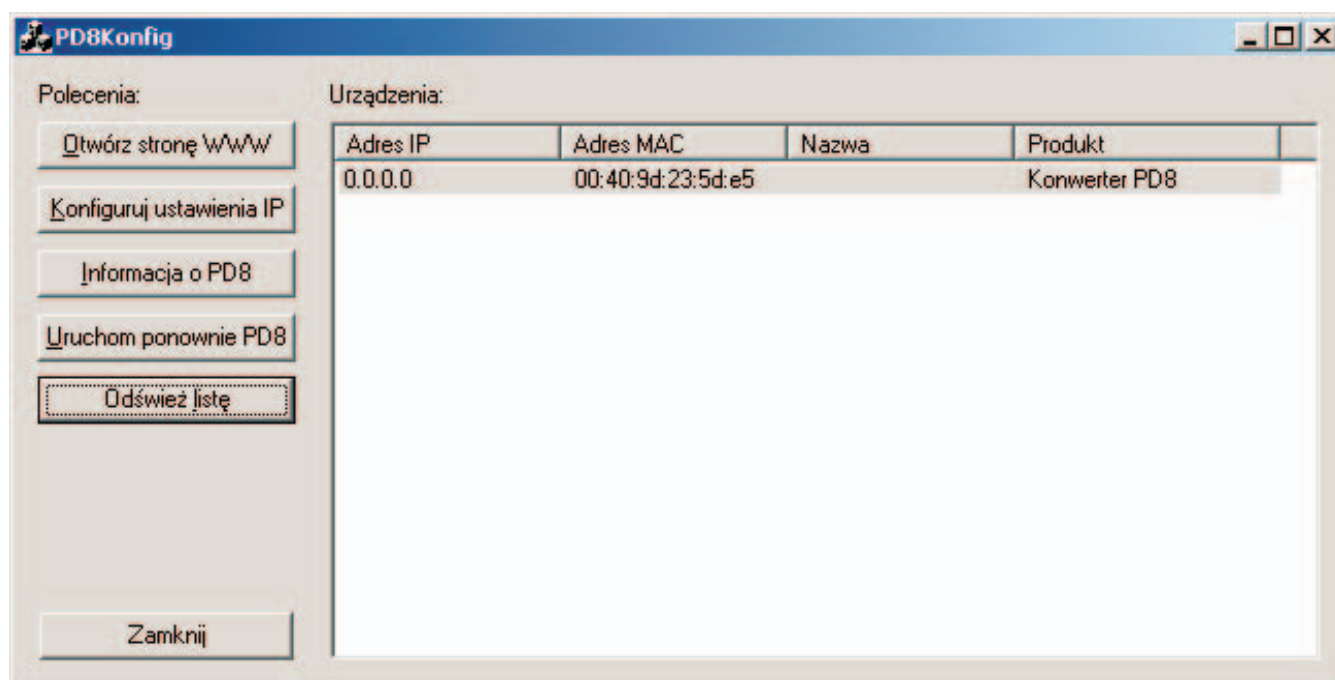 PD8Konfig
Polecenia:
Otwórz stronę WWW
Konfiguruj ustawienia IP
Informacja o PD8
Uruchom ponownie PD8
Odśwież listę
Zamknij
Urządzenia:
Adres IP Adres MAC Nazwa Produkt
0.0.0.0 00:40:9d:23:5d:e5 Konwerter PD8